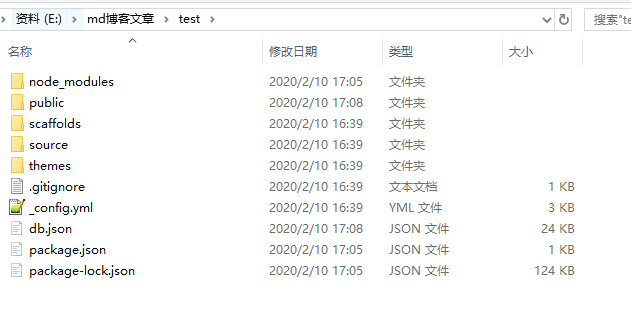 资料 (E:) › md博客文章 › test ›
搜索"te
名称 修改日期 类型 大小
node_modules 2020/2/10 17:05 文件夹
public 2020/2/10 17:08 文件夹
scaffolds 2020/2/10 16:39 文件夹
source 2020/2/10 16:39 文件夹
themes 2020/2/10 16:39 文件夹
.gitignore 2020/2/10 16:39 文本文档 1 KB
_config.yml 2020/2/10 16:39 YML 文件 3 KB
db.json 2020/2/10 17:08 JSON 文件 24 KB
package.json 2020/2/10 17:05 JSON 文件 1 KB
package-lock.json 2020/2/10 17:05 JSON 文件 124 KB